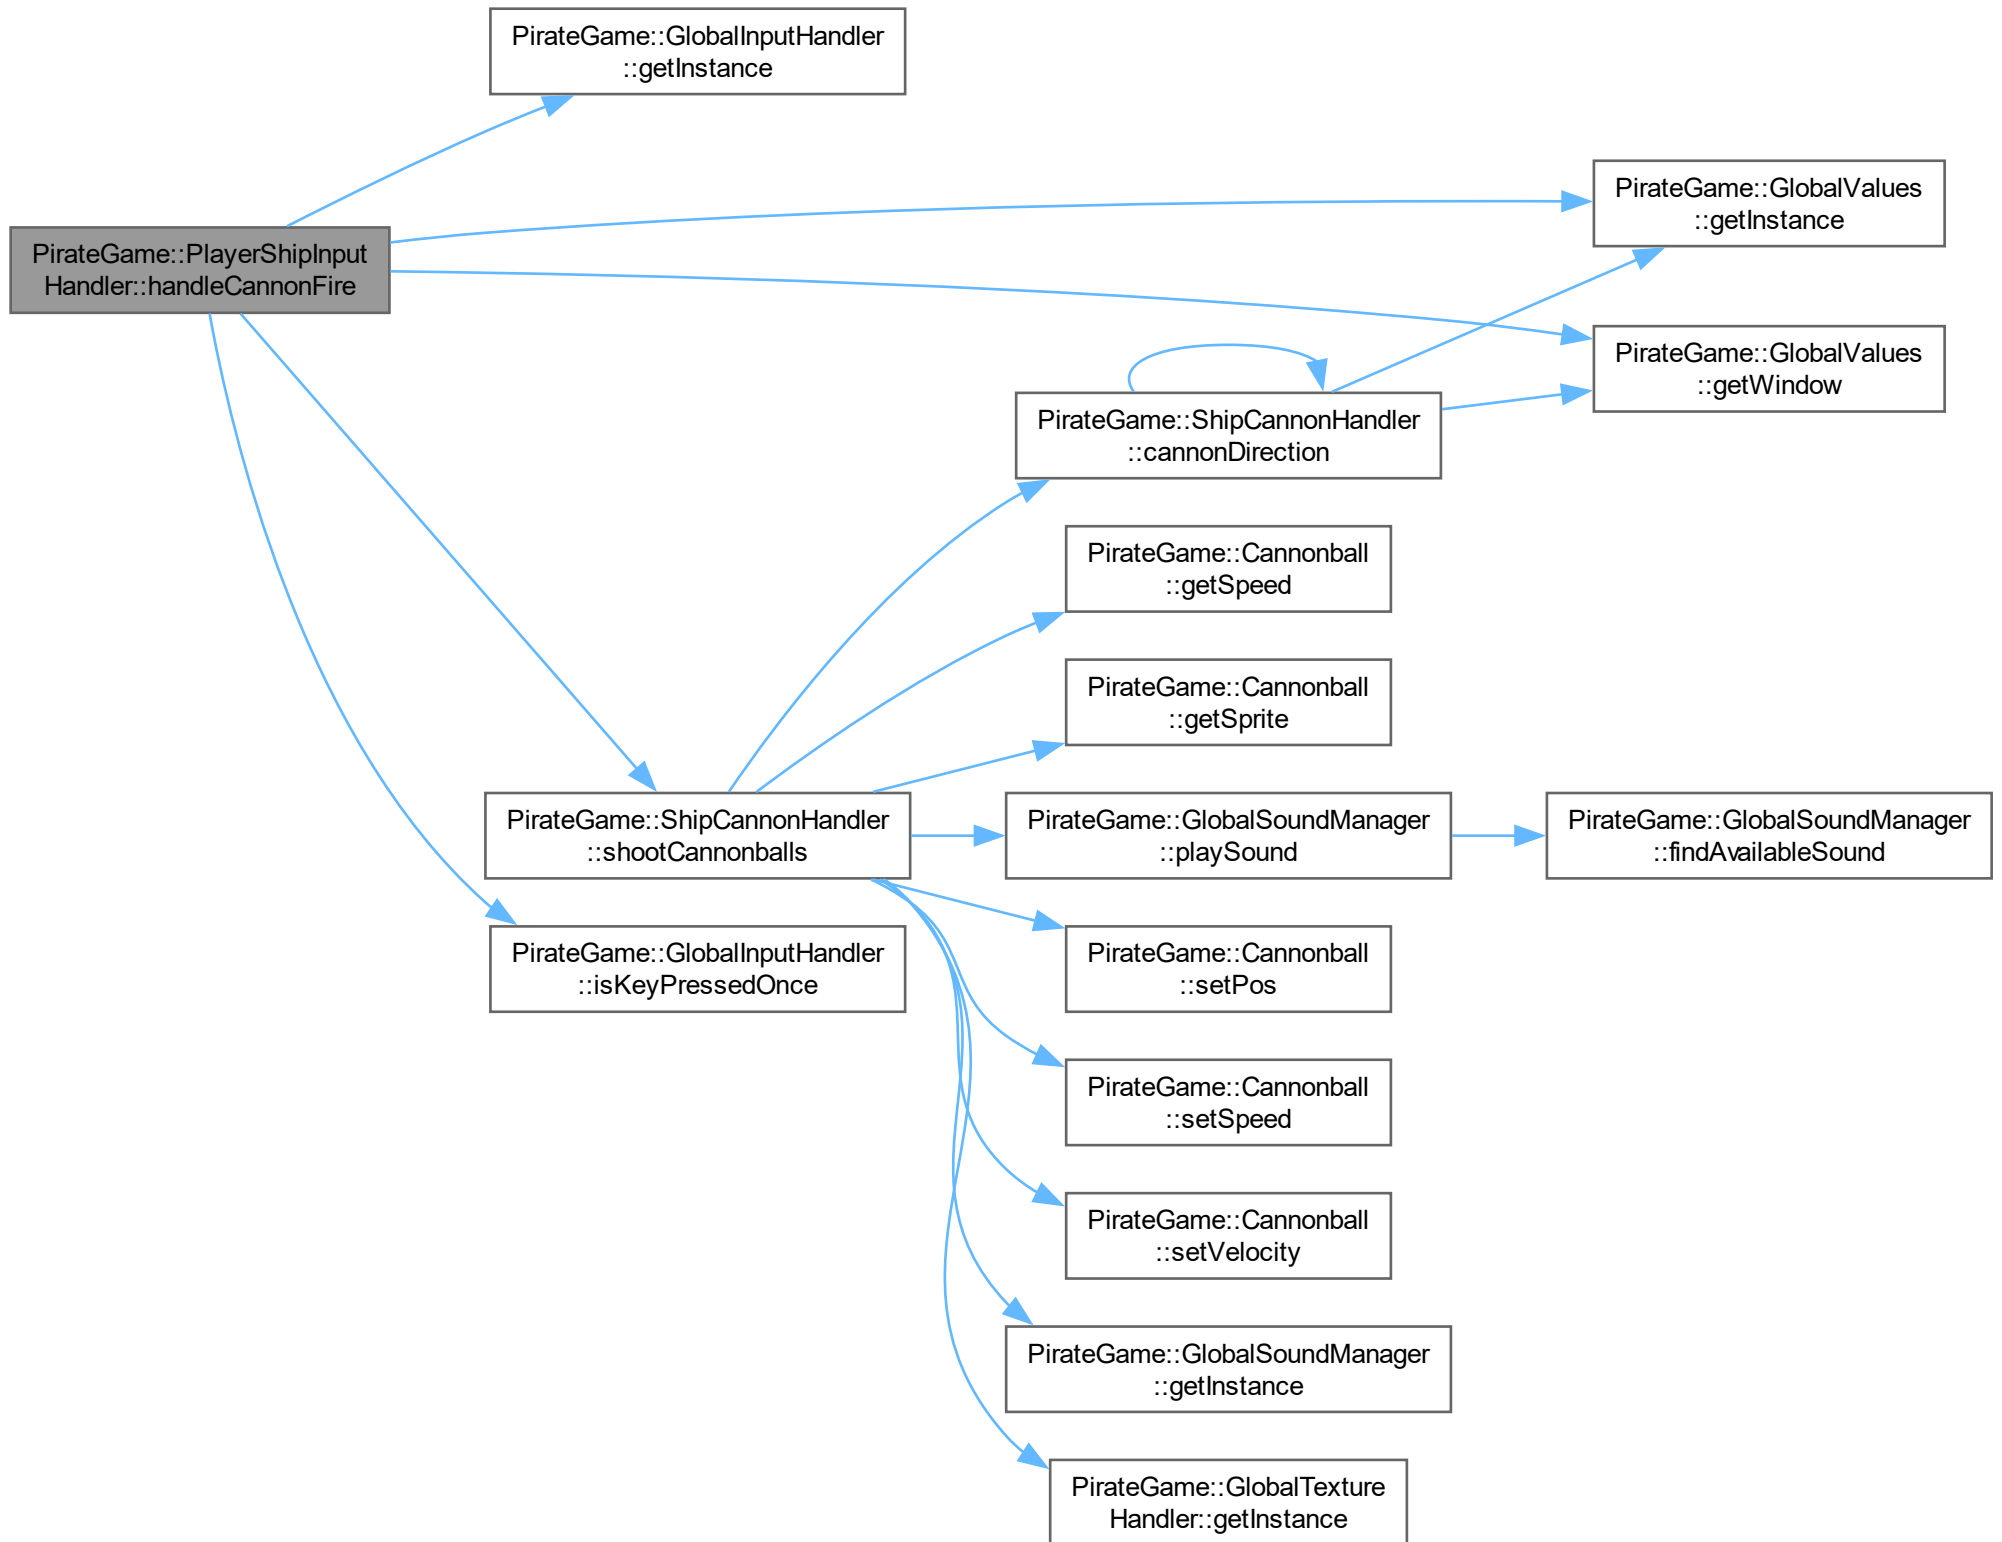 PirateGame::GlobalInputHandler
::getInstance
PirateGame::GlobalValues
::getInstance
PirateGame::PlayerShipInput
Handler::handleCannonFire
PirateGame::GlobalValues
::getWindow
PirateGame::ShipCannonHandler
::cannonDirection
PirateGame::Cannonball
::getSpeed
PirateGame::Cannonball
::getSprite
PirateGame::ShipCannonHandler
::shootCannonballs
PirateGame::GlobalSoundManager
::playSound
PirateGame::GlobalSoundManager
::findAvailableSound
PirateGame::GlobalInputHandler
::isKeyPressedOnce
PirateGame::Cannonball
::setPos
PirateGame::Cannonball
::setSpeed
PirateGame::Cannonball
::setVelocity
PirateGame::GlobalSoundManager
::getInstance
PirateGame::GlobalTexture
Handler::getInstance